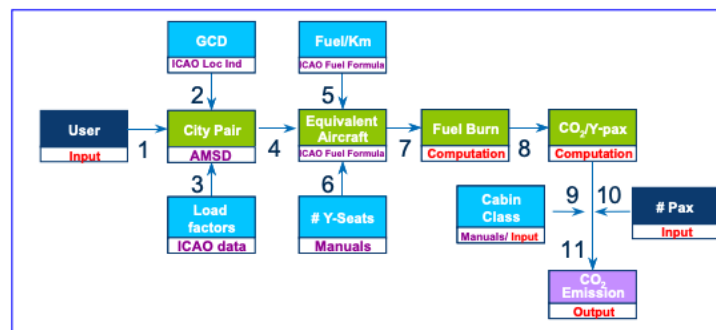 GCD
ICAO Loc Ind
Fuel/Km
ICAO Fuel Formula
2
5
User
Input
1
City Pair
AMSD
4
Equivalent
Aircraft
ICAO Fuel Formula
7
Fuel Burn
Computation
8
CO2/Y-pax
Computation
3
6
Load
factors
ICAO data
# Y-Seats
Manuals
Cabin
Class
Manuals/ Input
9
10
# Pax
Input
11
CO2
Emission
Output